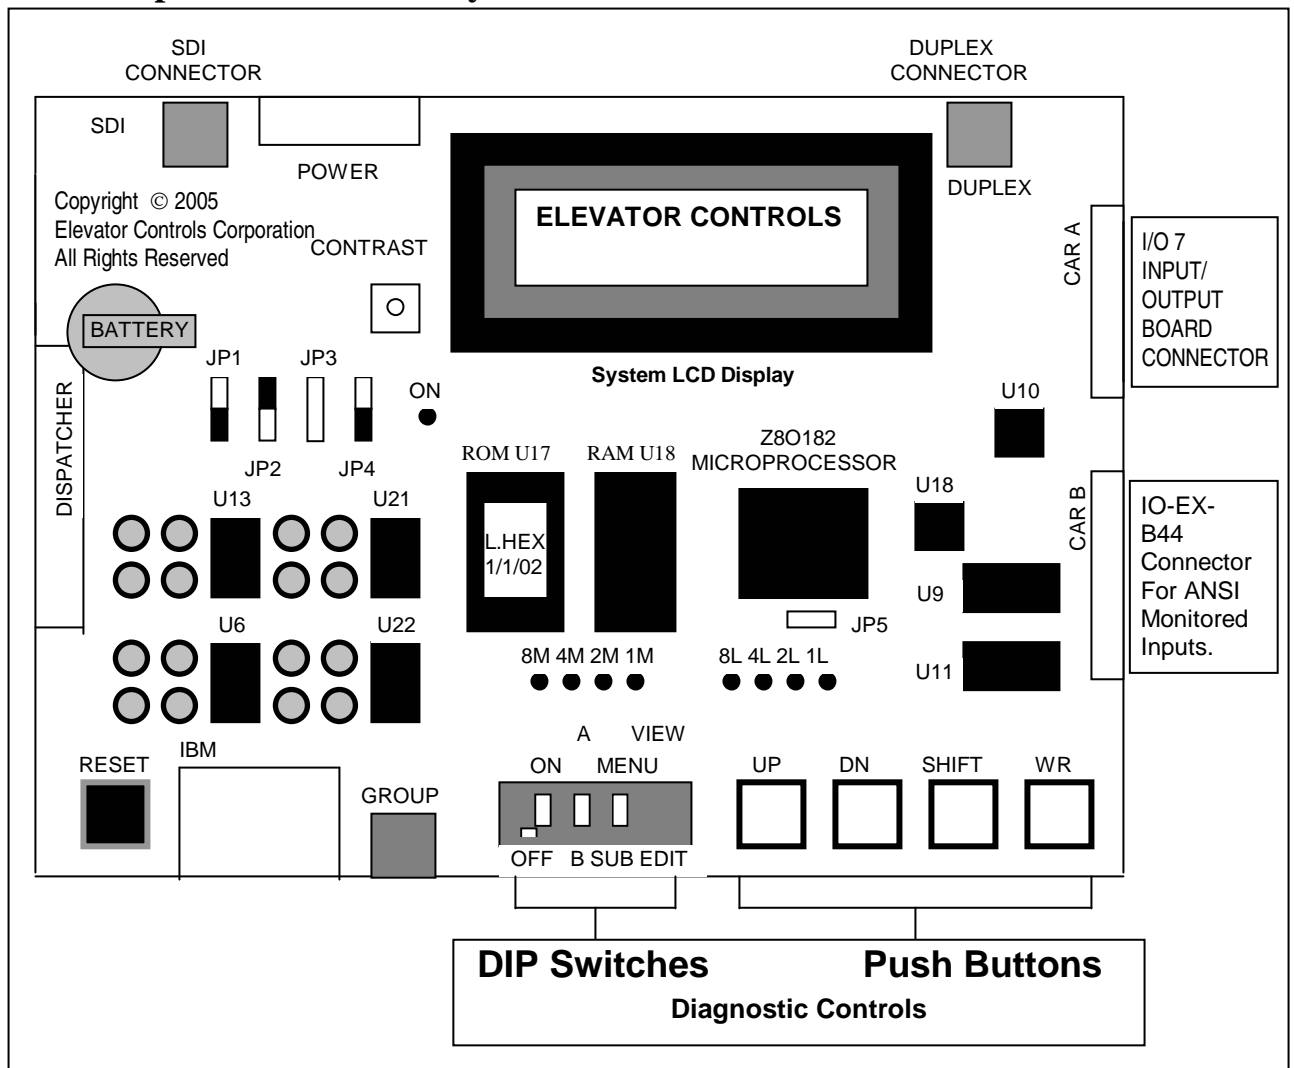 SDI
CONNECTOR
DUPLEX
CONNECTOR
SDI
POWER
DUPLEX
Copyright © 2005
Elevator Controls Corporation
All Rights Reserved
CONTRAST
ELEVATOR CONTROLS
CAR A
I/O 7
INPUT/
OUTPUT
BOARD
CONNECTOR
BATTERY
System LCD Display
JP1
JP3
ON
DISPATCHER
U10
JP2
JP4
ROM U17
RAM U18
Z8O182
MICROPROCESSOR
U13
U21
U18
CAR B
IO-EX-
B44
Connector
For ANSI
Monitored
Inputs.
L.HEX
1/1/02
U9
U6
U22
JP5
8M 4M 2M 1M
8L 4L 2L 1L
U11
A
VIEW
RESET
IBM
ON
MENU
UP
DN
SHIFT
WR
GROUP
OFF
B SUB EDIT
DIP Switches
Push Buttons
Diagnostic Controls